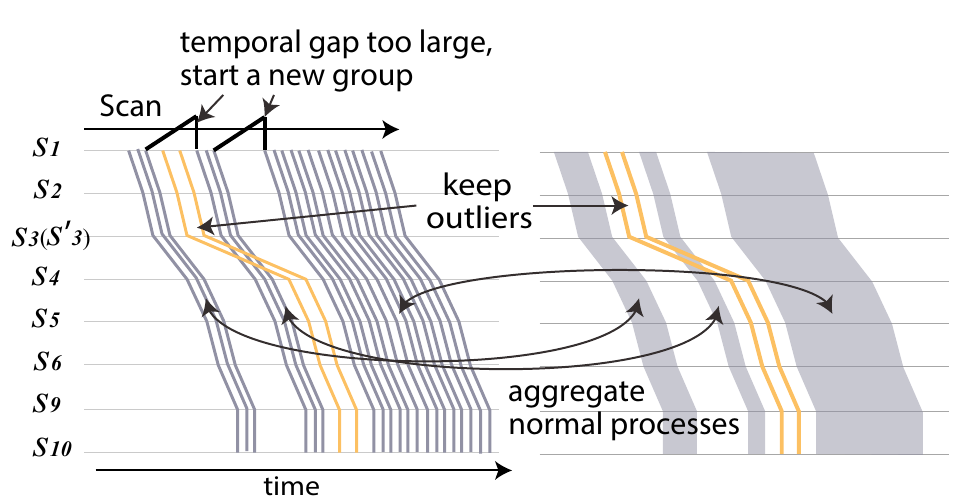 temporal gap too large,
start a new group
Scan
S1
S2
S3(S'3)
S4
S5
S6
S9
S10
keep
outliers
aggregate
normal processes
time